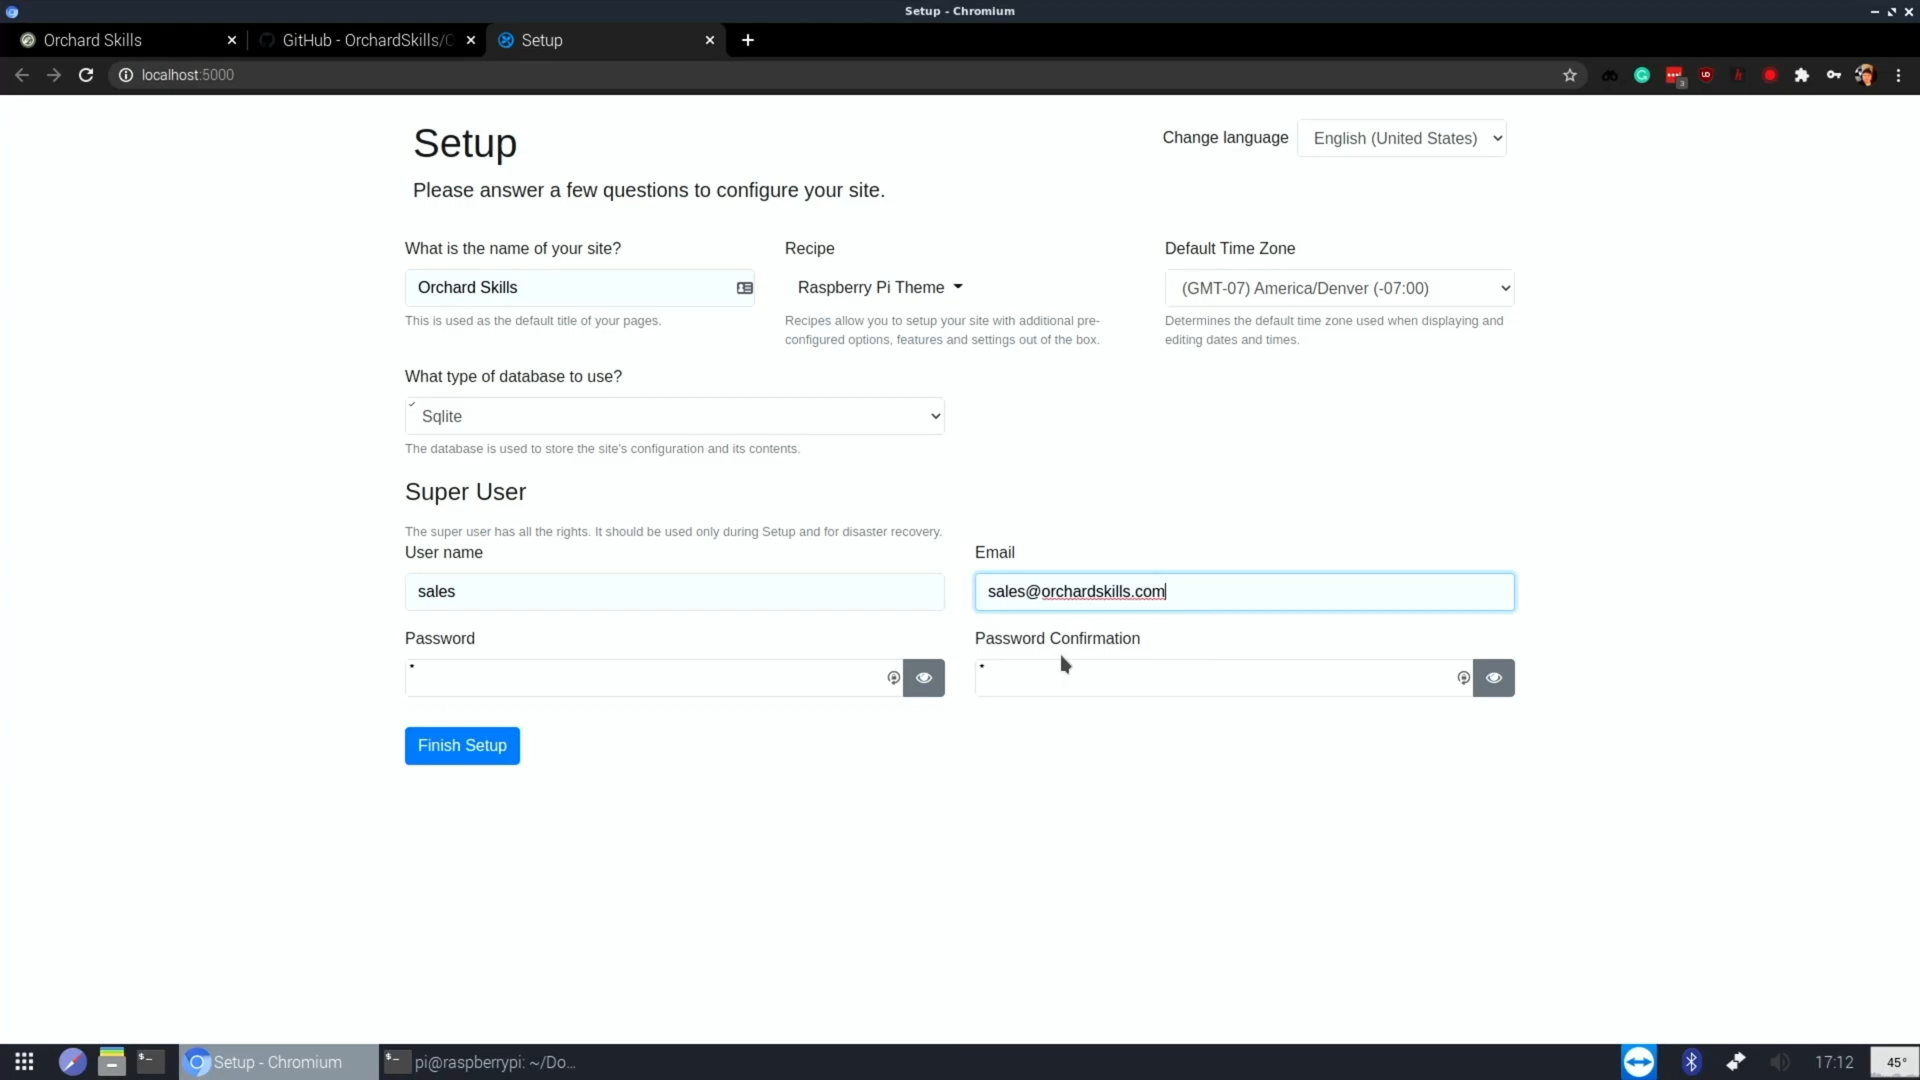 Setup - Chromium
Orchard Skills
GitHub - OrchardSkills/O
Setup
localhost:5000
Setup
Change language
English (United States)
Please answer a few questions to configure your site.
What is the name of your site?
Recipe
Default Time Zone
Orchard Skills
Raspberry Pi Theme
(GMT-07) America/Denver (-07:00)
This is used as the default title of your pages.
Recipes allow you to setup your site with additional pre-
configured options, features and settings out of the box.
Determines the default time zone used when displaying and
editing dates and times.
What type of database to use?
Sqlite
The database is used to store the site's configuration and its contents.
Super User
The super user has all the rights. It should be used only during Setup and for disaster recovery.
User name
Email
sales
sales@orchardskills.com
Password
Password Confirmation
*
*
Finish Setup
Setup - Chromium
pi@raspberrypi: ~/Do...
17:12
45°